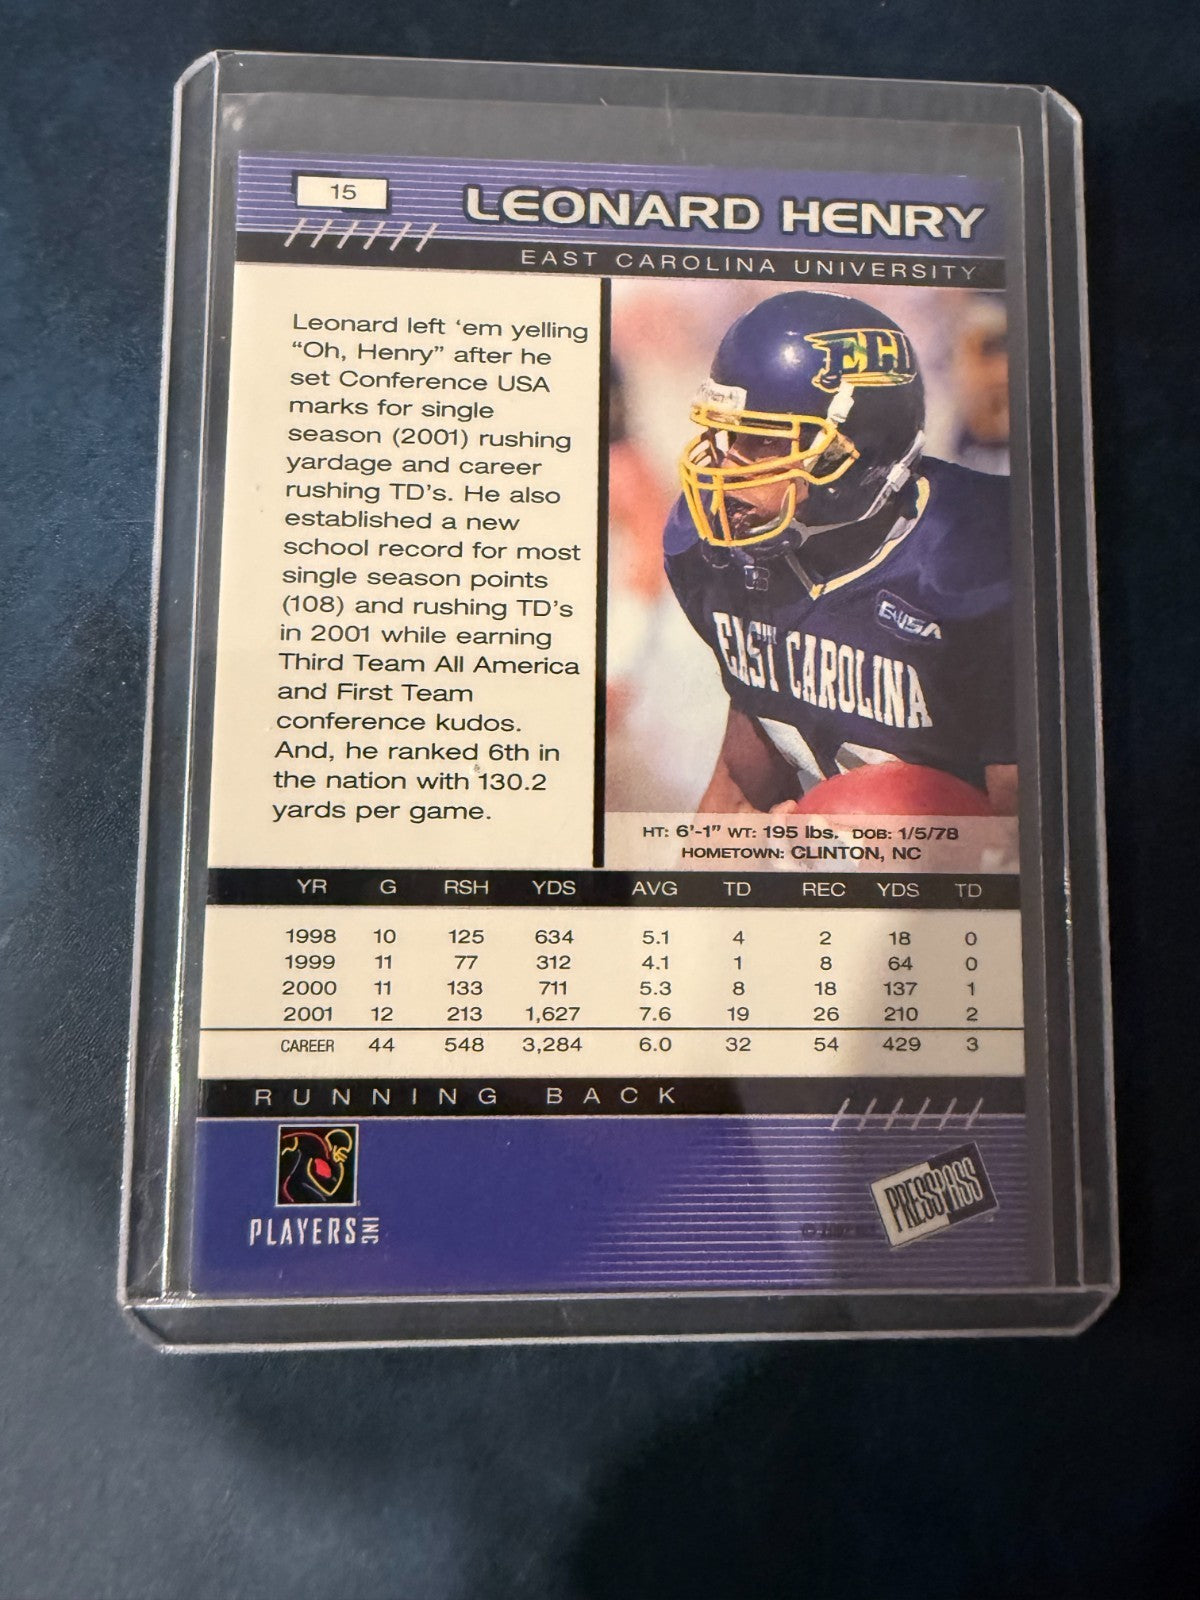 15
LEONARD HENRY
EAST CAROLINA UNIVERSITY
Leonard left 'em yelling
"Oh, Henry" after he
set Conference USA
marks for single
season (2001) rushing
yardage and career
rushing TD's. He also
established a new
school record for most
single season points
(108) and rushing TD's
in 2001 while earning
Third Team All America
and First Team
conference kudos.
And, he ranked 6th in
the nation with 130.2
yards per game.
ECU
C-USA
EAST CAROLINA
HT: 6'-1" WT: 195 lbs. DOB: 1/5/78
HOMETOWN: CLINTON, NC
YR G RSH YDS AVG TD REC YDS TD
1998 10 125 634 5.1 4 2 18 0
1999 11 77 312 4.1 1 8 64 0
2000 11 133 711 5.3 8 18 137 1
2001 12 213 1,627 7.6 19 26 210 2
CAREER 44 548 3,284 6.0 32 54 429 3
RUNNING BACK
PLAYERS INC
PRESS PASS